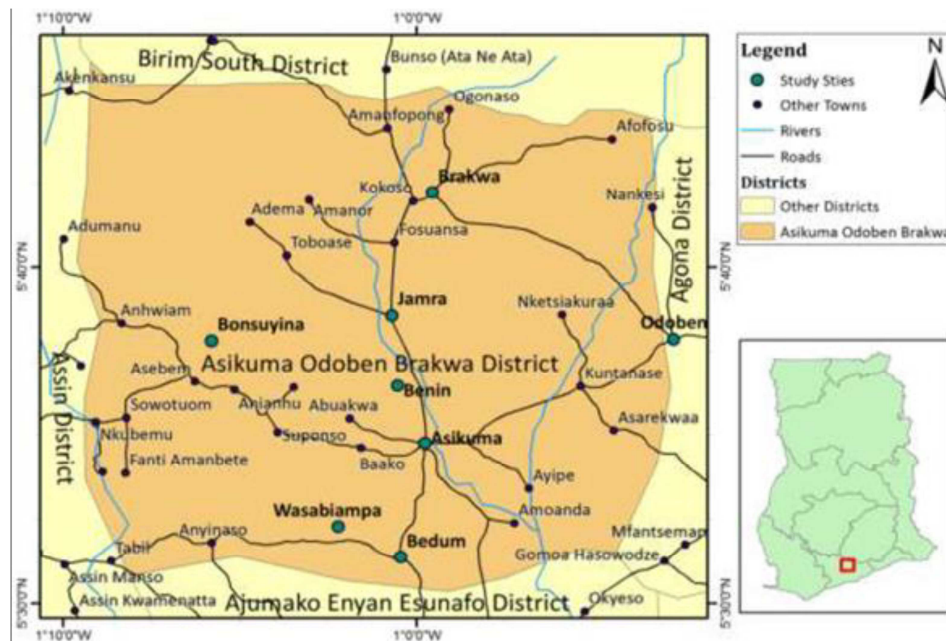 1°10'0"W
1°0'0"W
Birim South District
Bunso (Ata Ne Ata)
Akenkansu
Ogonaso
Amanfopong
Afofosu
Kokoso
Brakwa
Nankesi
Agona District
Adema
Amanor
Adumanu
Fosuansa
Toboase
5°40'0"N
5°40'0"N
Jamra
Nketsiakuraa
Anhwiam
Bonsuyina
Odoben
Asikuma Odoben Brakwa District
Assin District
Asebem
Benin
Kuntanase
Anianhu
Abuakwa
Sowotuom
Asarekwaa
Nkubemu
Suponso
Asikuma
Fanti Amanbete
Baako
Ayipe
Wasabiampa
Amoanda
Anyinaso
Mfantseman
Bedum
Gomoa Hasowodze
Tabil
Assin Manso
Assin Kwamenatta
Ajumako Enyan Esunafo District
Okyeso
5°30'0"N
5°30'0"N
1°10'0"W
1°0'0"W
Legend
N
Study Sties
Other Towns
Rivers
Roads
Districts
Other Districts
Asikuma Odoben Brakwa